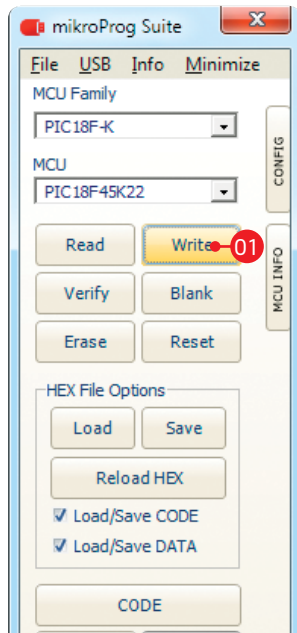 mikroProg Suite
File USB Info Minimize
MCU Family
PIC18F-K
MCU
PIC18F45K22
CONFIG
MCU INFO
Read Write 01
Verify Blank
Erase Reset
HEX File Options
Load Save
Reload HEX
Load/Save CODE
Load/Save DATA
CODE